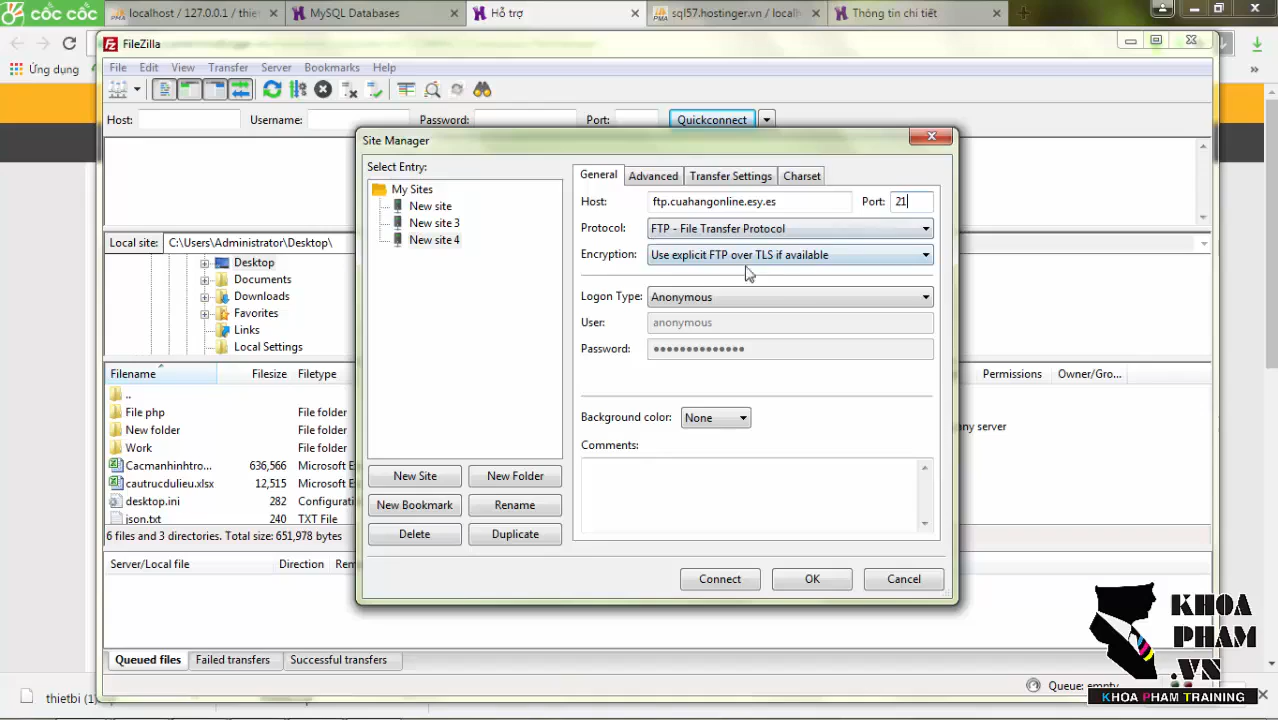 cốc cốc
localhost / 127.0.0.1 / thiet
MySQL Databases
Hỗ trợ
sql57.hostinger.vn / locall
Thông tin chi tiết
Ứng dụng
FileZilla
File Edit View Transfer Server Bookmarks Help
Host: Username: Password: Port: Quickconnect
Site Manager
Select Entry:
My Sites
New site
New site 3
New site 4
New Site New Folder
New Bookmark Rename
Delete Duplicate
General Advanced Transfer Settings Charset
Host: ftp.cuahangonline.esy.es Port: 21
Protocol: FTP - File Transfer Protocol
Encryption: Use explicit FTP over TLS if available
Logon Type: Anonymous
User: anonymous
Password: ••••••••••••••
Background color: None
Comments:
Connect OK Cancel
Local site: C:\Users\Administrator\Desktop\
Desktop
Documents
Downloads
Favorites
Links
Local Settings
Filename Filesize Filetype
..
File php File folder
New folder File folder
Work File folder
Cacmanhinhtro... 636,566 Microsoft E
cautrucdulieu.xlsx 12,515 Microsoft E
desktop.ini 282 Configurati
json.txt 240 TXT File
6 files and 3 directories. Total size: 651,978 bytes
Permissions Owner/Gro...
any server
Server/Local file Direction Rem
Queued files Failed transfers Successful transfers
Queue: empty
thietbi (1)
KHOA
PHAM
.VN
KHOA PHAM TRAINING